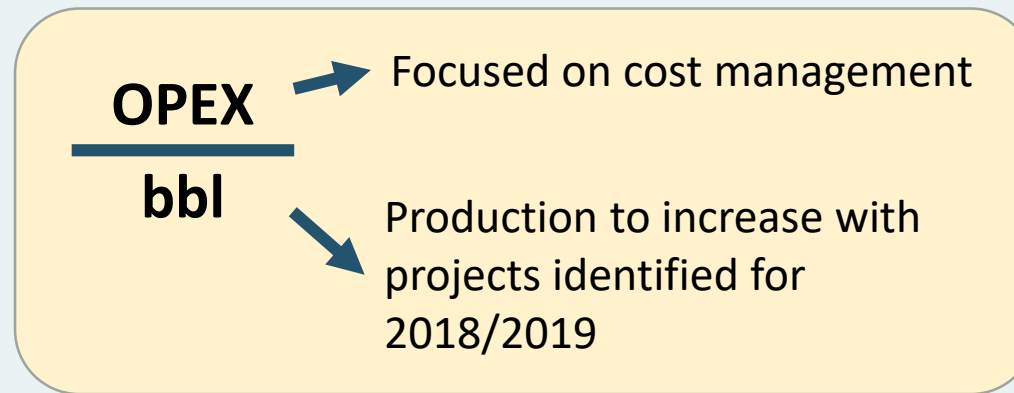 OPEX
bbl
Focused on cost management
Production to increase with
projects identified for
2018/2019